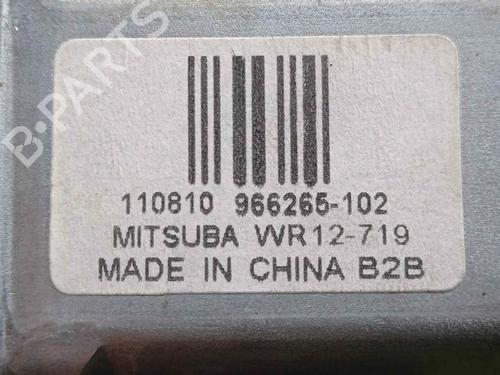 B-PARTS
110810 966265-102
MITSUBA WR12-719
MADE IN CHINA B2B